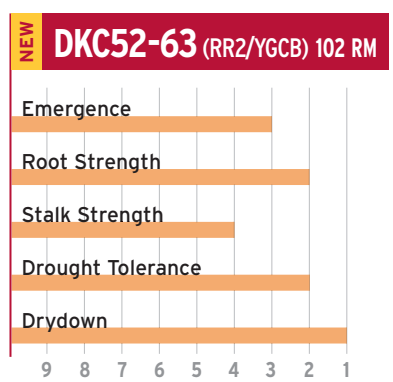 NEW
DKC52-63 (RR2/YGCB) 102 RM
Emergence
Root Strength
Stalk Strength
Drought Tolerance
Drydown
9 8 7 6 5 4 3 2 1